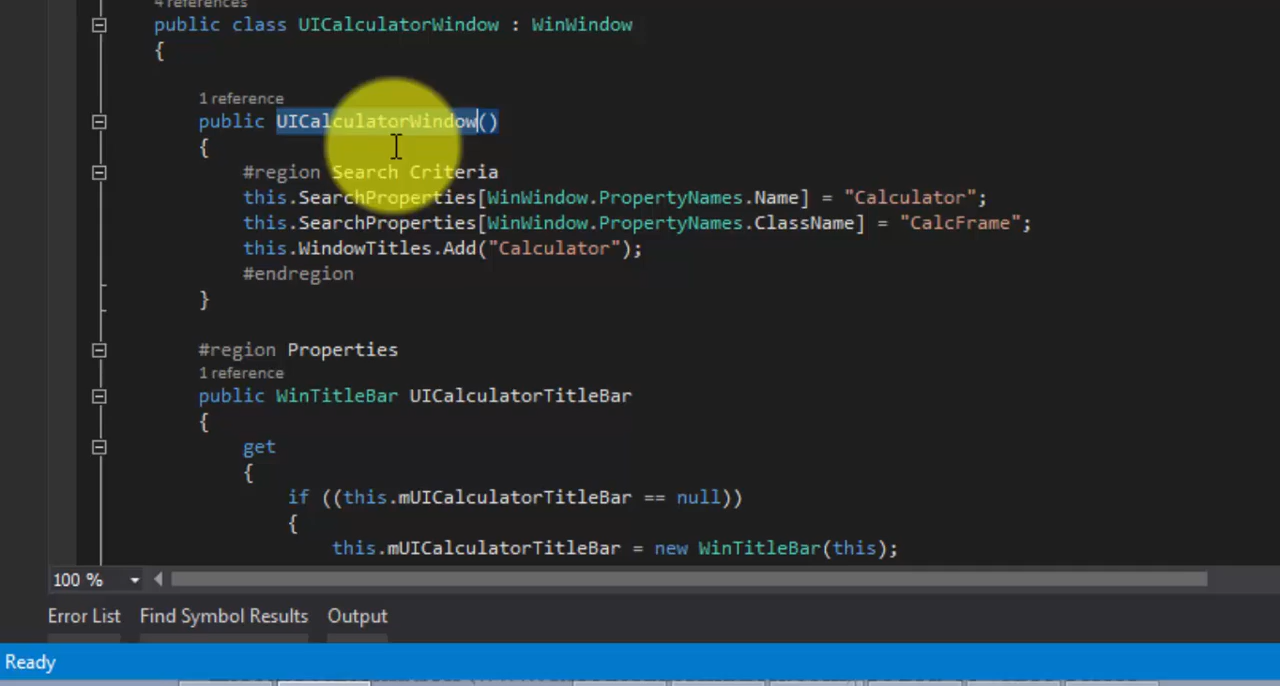 4 references
public class UICalculatorWindow : WinWindow
{
1 reference
public UICalculatorWindow()
{
#region Search Criteria
this.SearchProperties[WinWindow.PropertyNames.Name] = "Calculator";
this.SearchProperties[WinWindow.PropertyNames.ClassName] = "CalcFrame";
this.WindowTitles.Add("Calculator");
#endregion
}
#region Properties
1 reference
public WinTitleBar UICalculatorTitleBar
{
get
{
if ((this.mUICalculatorTitleBar == null))
{
this.mUICalculatorTitleBar = new WinTitleBar(this);
100 %
Error List Find Symbol Results Output
Ready